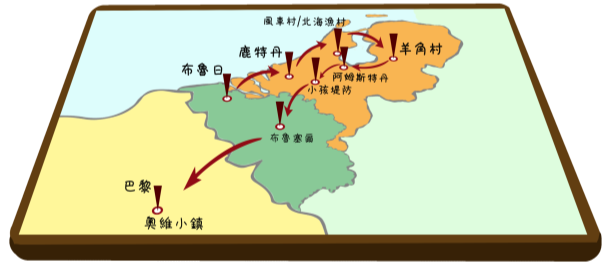 風車村/北海漁村
鹿特丹
羊角村
布魯日
阿姆斯特丹
小孩堤防
布魯塞爾
巴黎
奧維小鎮